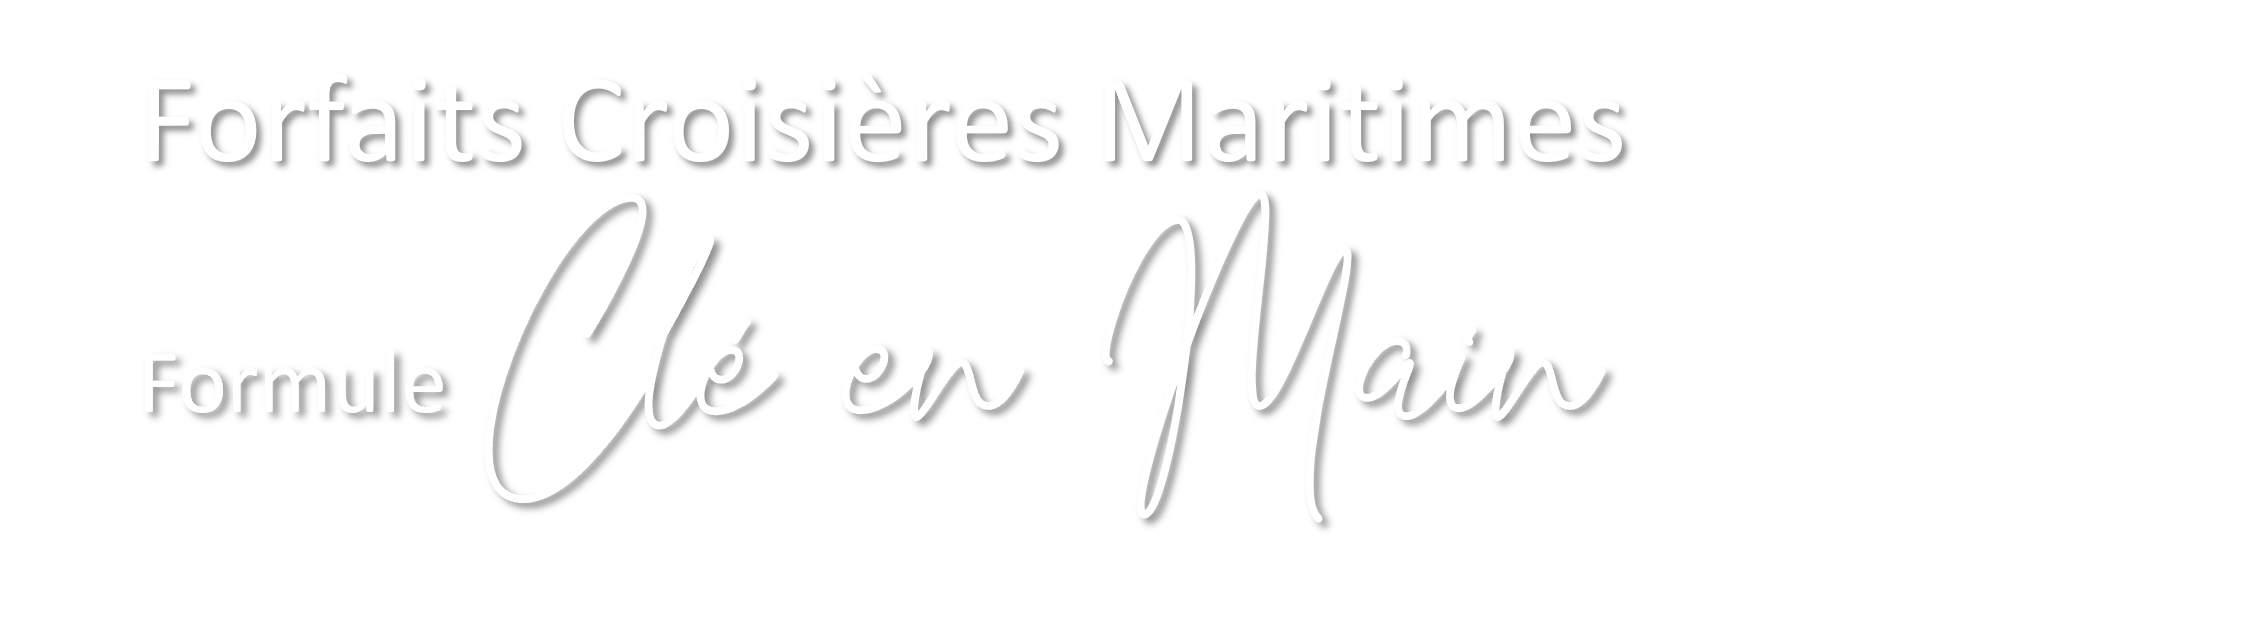 Forfaits Croisières Maritimes
Formule Clé en Main